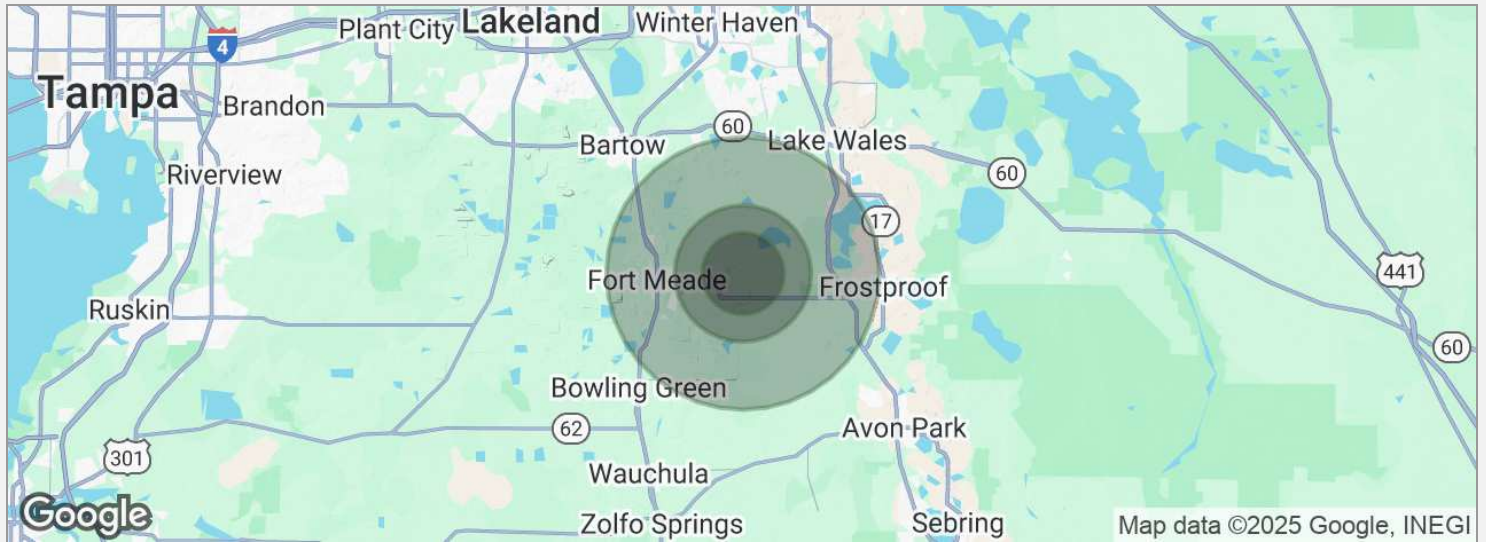 Plant City
Lakeland
Winter Haven
4
Tampa
Brandon
60
Bartow
Lake Wales
Riverview
60
17
441
Fort Meade
Frostproof
Ruskin
60
Bowling Green
62
Avon Park
301
Wauchula
Google
Zolfo Springs
Sebring
Map data ©2025 Google, INEGI